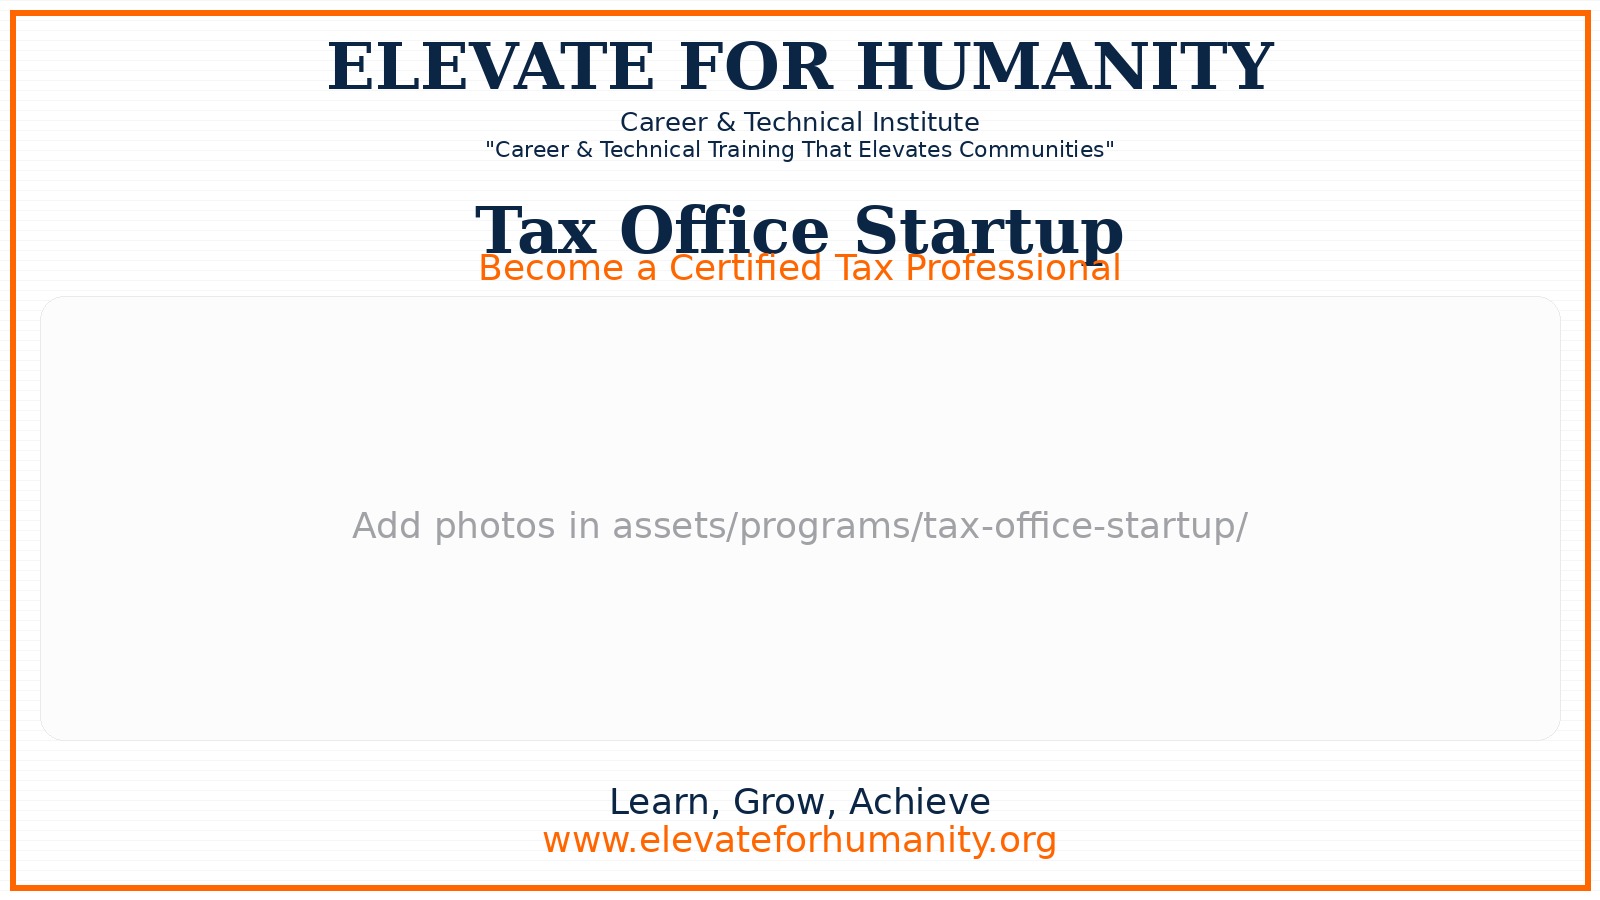 ELEVATE FOR HUMANITY
Career & Technical Institute
"Career & Technical Training That Elevates Communities"
Tax Office Startup
Become a Certified Tax Professional
Add photos in assets/programs/tax-office-startup/
Learn, Grow, Achieve
www.elevateforhumanity.org